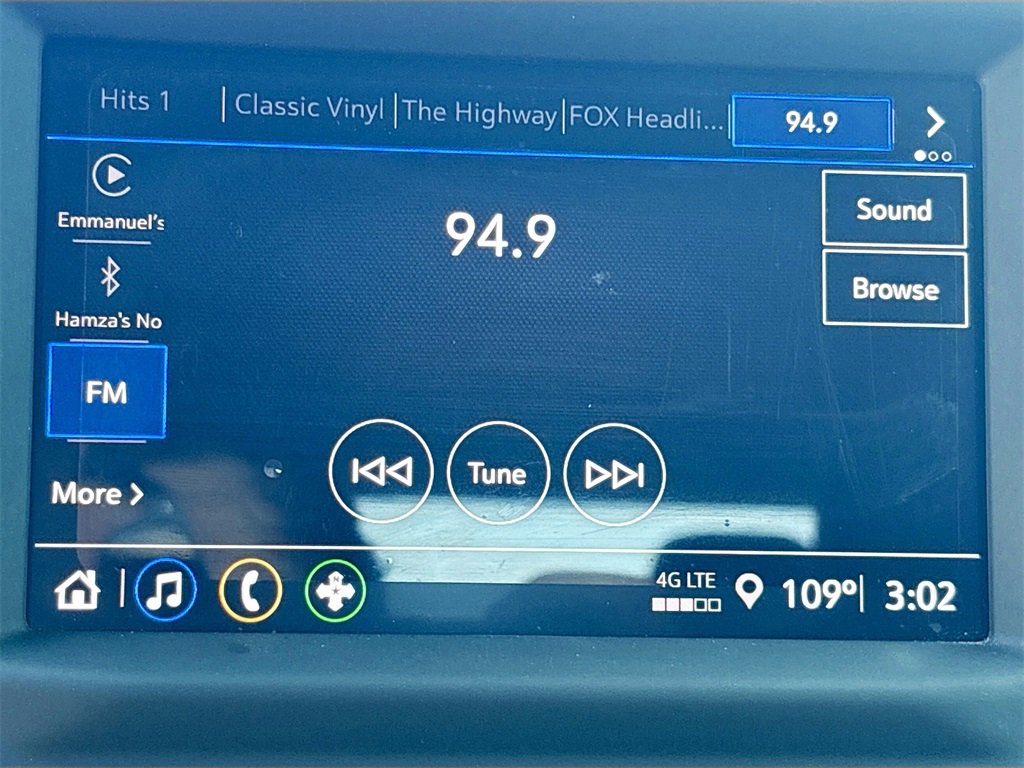 Hits 1 | Classic Vinyl | The Highway | FOX Headli... 94.9
Emmanuel's
94.9
Sound
Browse
Hamza's No
FM
Tune
More >
4G LTE
109° 3:02